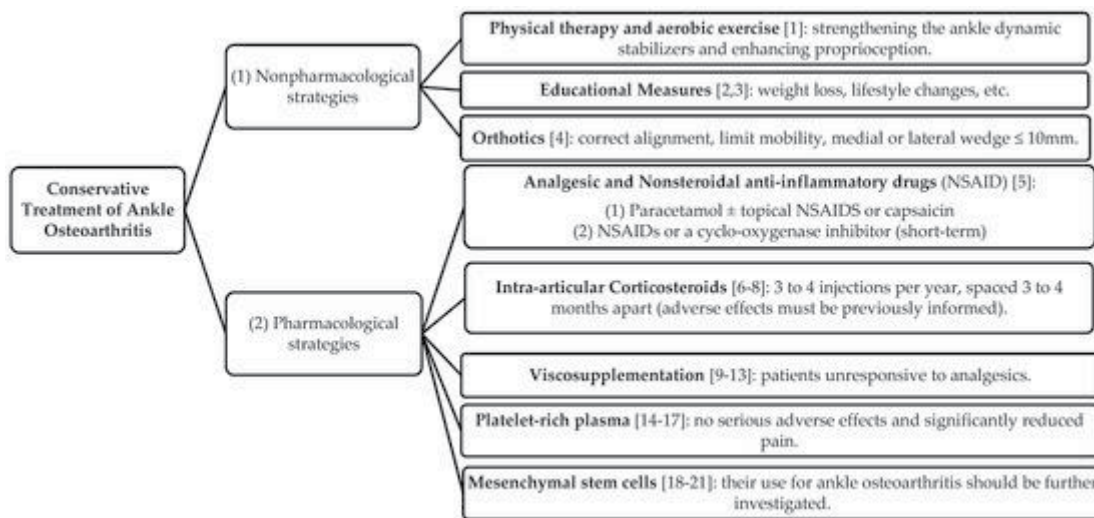 Physical therapy and aerobic exercise [1]: strengthening the ankle dynamic
stabilizers and enhancing proprioception.
(1) Nonpharmacological
strategies
Educational Measures [2,3]: weight loss, lifestyle changes, etc.
Orthotics [4]: correct alignment, limit mobility, medial or lateral wedge ≤ 10mm.
Conservative
Treatment of Ankle
Osteoarthritis
Analgesic and Nonsteroidal anti-inflammatory drugs (NSAID) [5]:
(1) Paracetamol ± topical NSAIDS or capsaicin
(2) NSAIDs or a cyclo-oxygenase inhibitor (short-term)
(2) Pharmacological
strategies
Intra-articular Corticosteroids [6-8]: 3 to 4 injections per year, spaced 3 to 4
months apart (adverse effects must be previously informed).
Viscosupplementation [9-13]: patients unresponsive to analgesics.
Platelet-rich plasma [14-17]: no serious adverse effects and significantly reduced
pain.
Mesenchymal stem cells [18-21]: their use for ankle osteoarthritis should be further
investigated.